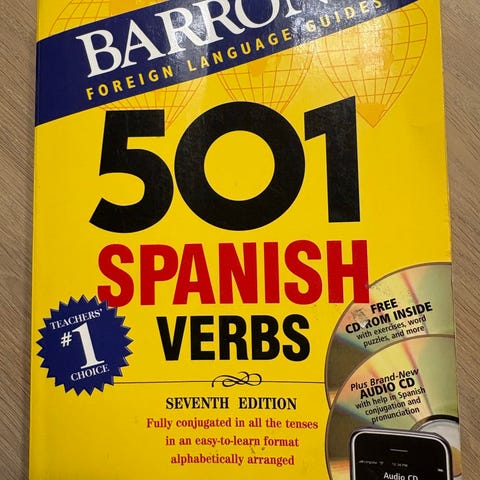 BARRON
FOREIGN LANGUAGE GUIDES
501
SPANISH
VERBS
TEACHERS'
#1
CHOICE
SEVENTH EDITION
Fully conjugated in all the tenses
in an easy-to-learn format
alphabetically arranged
FREE
CD-ROM INSIDE
with exercises, word
puzzles, and more
Plus Brand-New
AUDIO CD
with help in Spanish
conjugation and
pronunciation
Audio CD